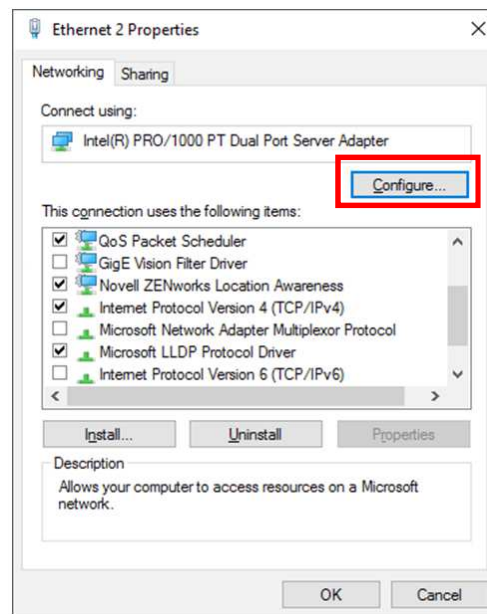 Ethernet 2 Properties
Networking Sharing
Connect using:
Intel(R) PRO/1000 PT Dual Port Server Adapter
Configure...
This connection uses the following items:
QoS Packet Scheduler
GigE Vision Filter Driver
Novell ZENworks Location Awareness
Internet Protocol Version 4 (TCP/IPv4)
Microsoft Network Adapter Multiplexor Protocol
Microsoft LLDP Protocol Driver
Internet Protocol Version 6 (TCP/IPv6)
Install... Uninstall Properties
Description
Allows your computer to access resources on a Microsoft
network.
OK Cancel